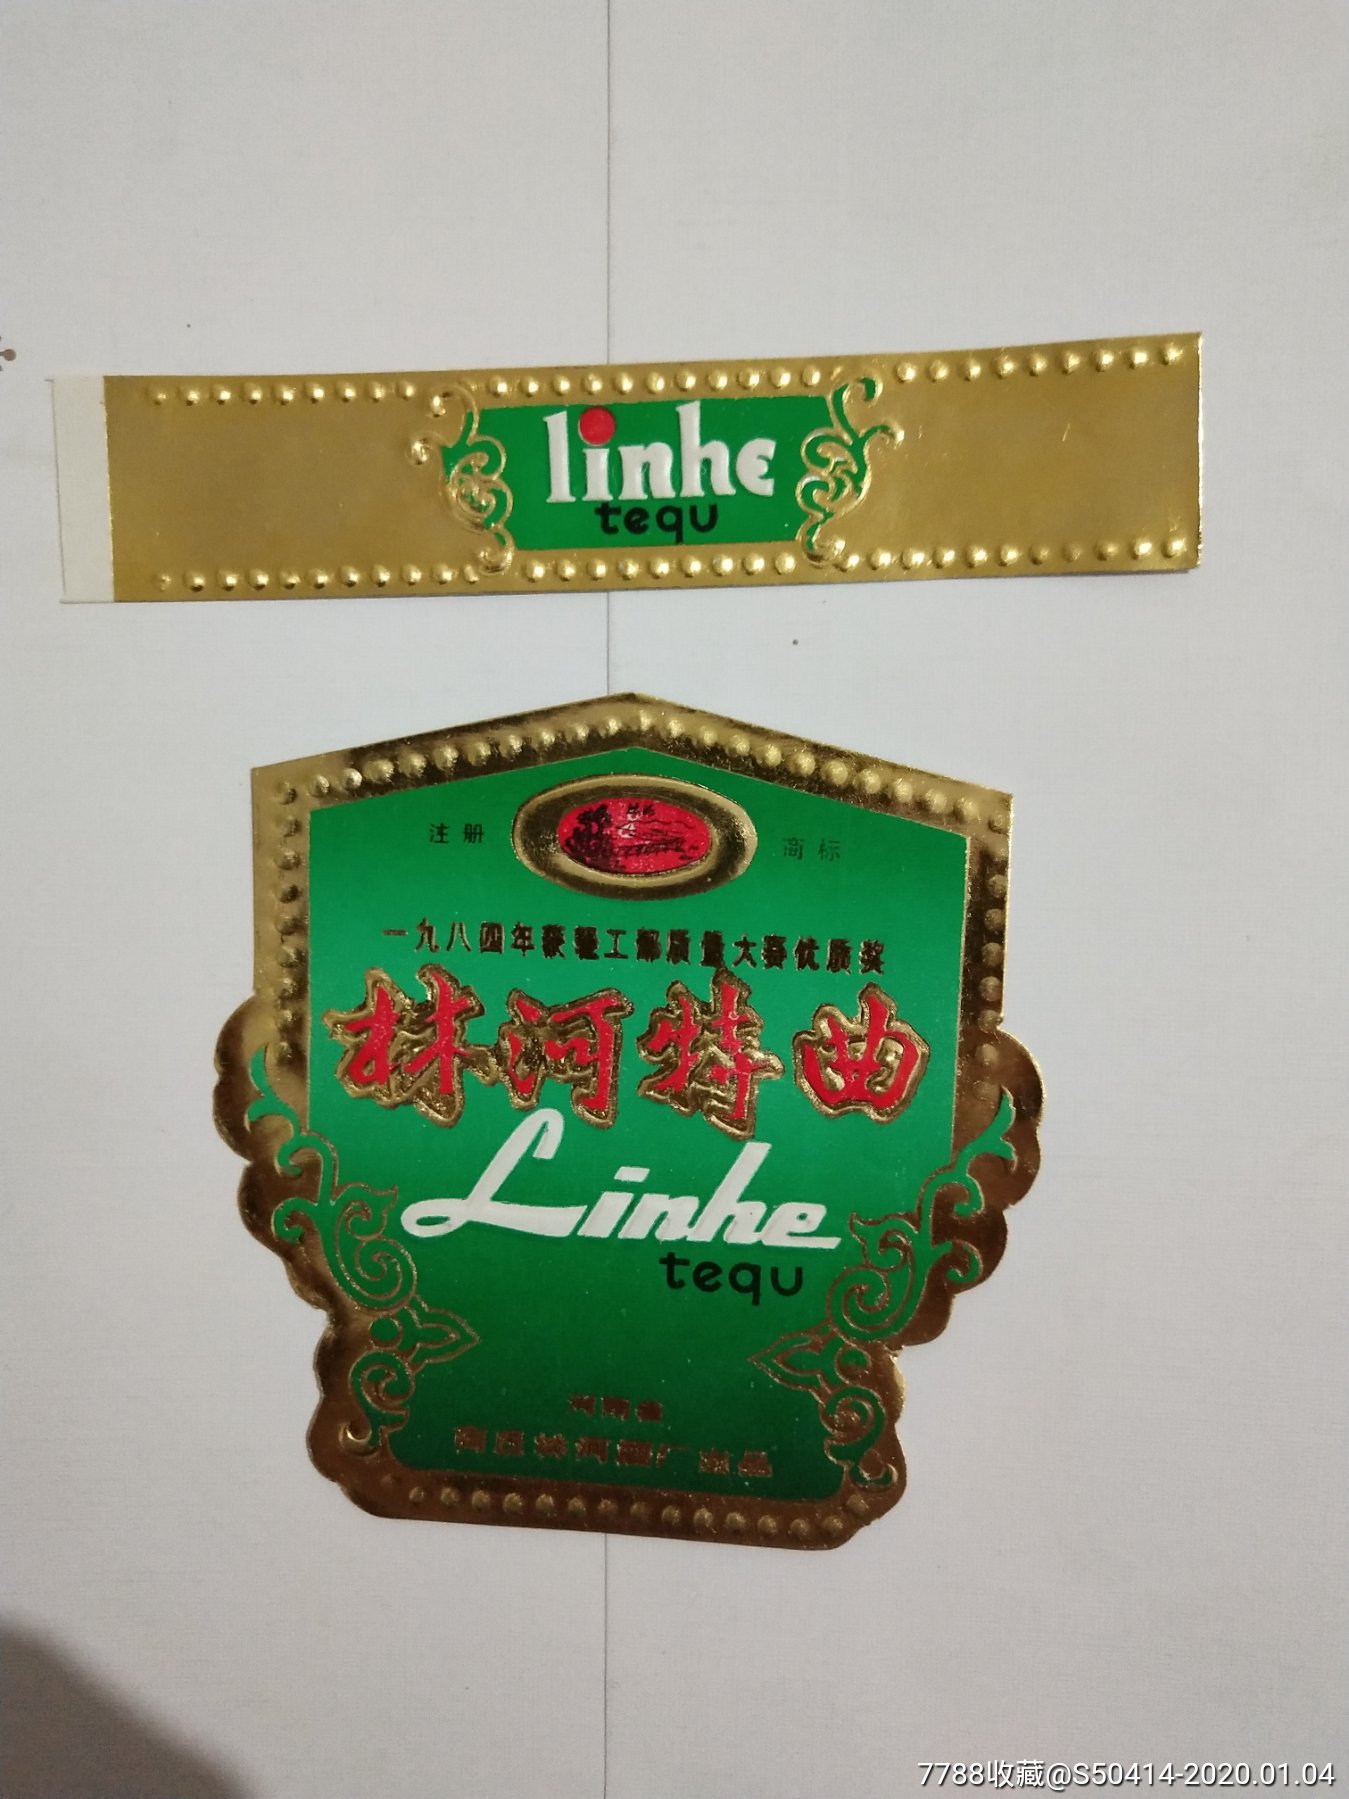 linhe
tequ
注册 商标
一九八四年获轻工部质量大赛优质奖
林河特曲
Linhe
tequ
河南省
商丘林河酒厂出品
7788收藏@S50414-2020.01.04